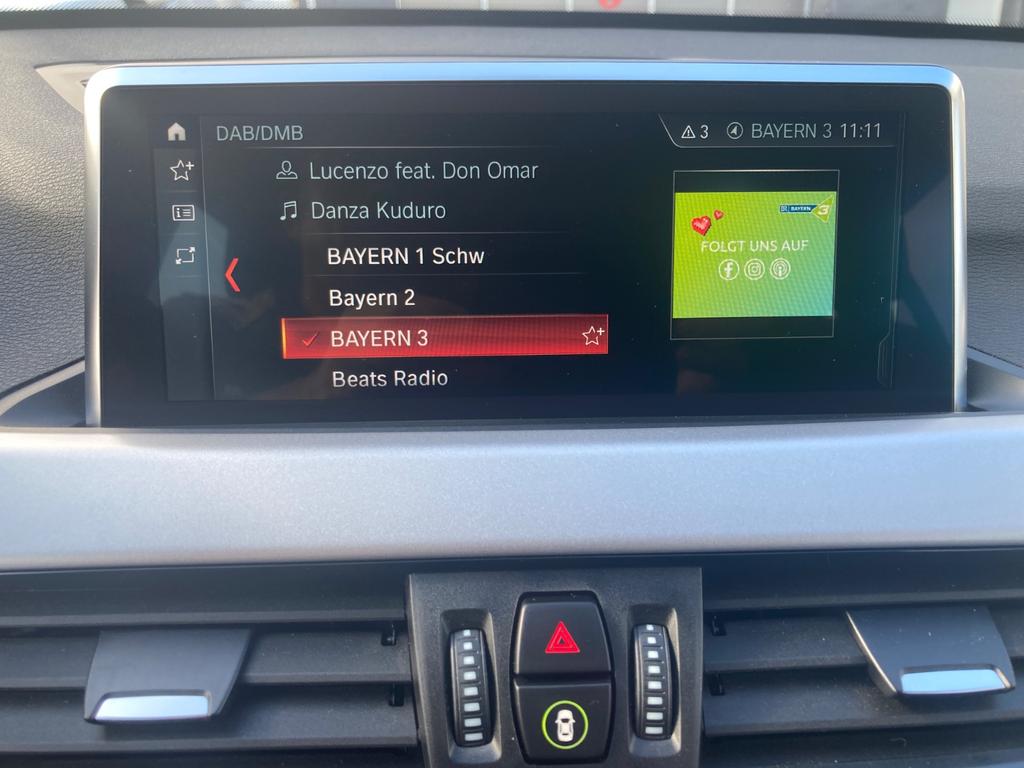 DAB/DMB
3 BAYERN 3 11:11
Lucenzo feat. Don Omar
Danza Kuduro
BAYERN 1 Schw
Bayern 2
BAYERN 3
Beats Radio
BR BAYERN 3
FOLGT UNS AUF